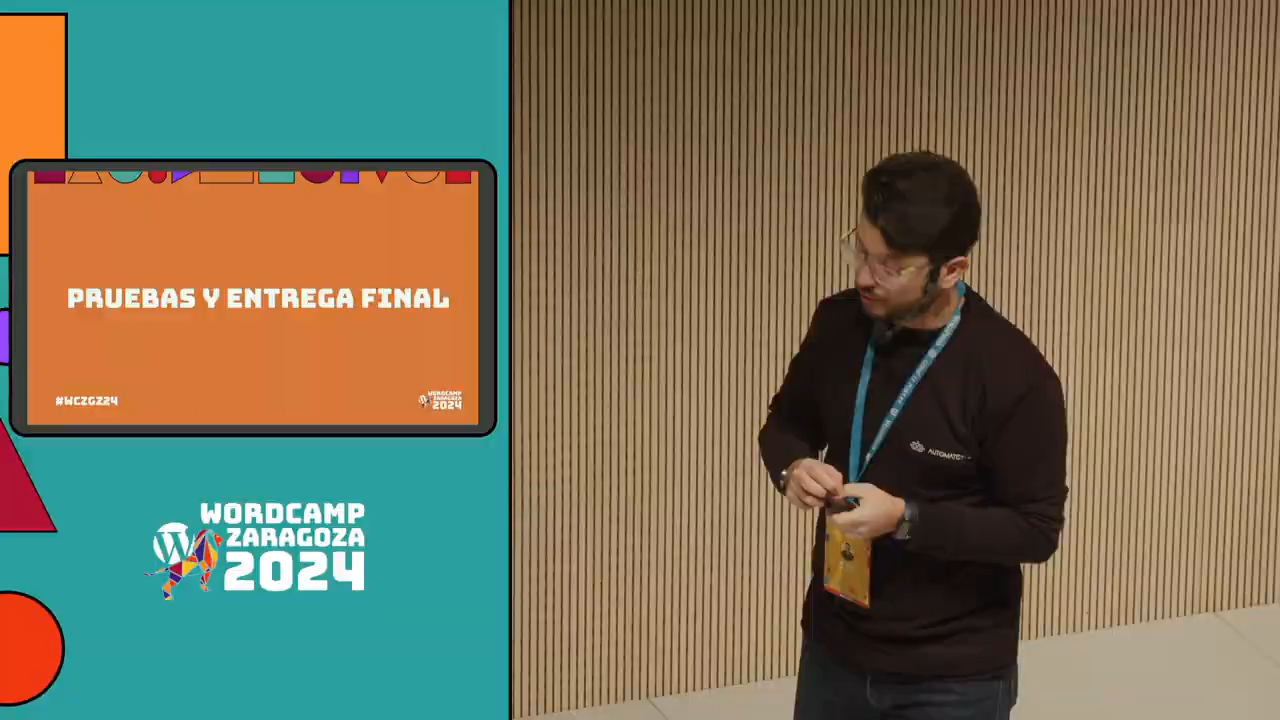 PRUEBAS Y ENTREGA FINAL
#WCZGZ24
WORDCAMP
ZARAGOZA
2024
WORDCAMP
ZARAGOZA
2024